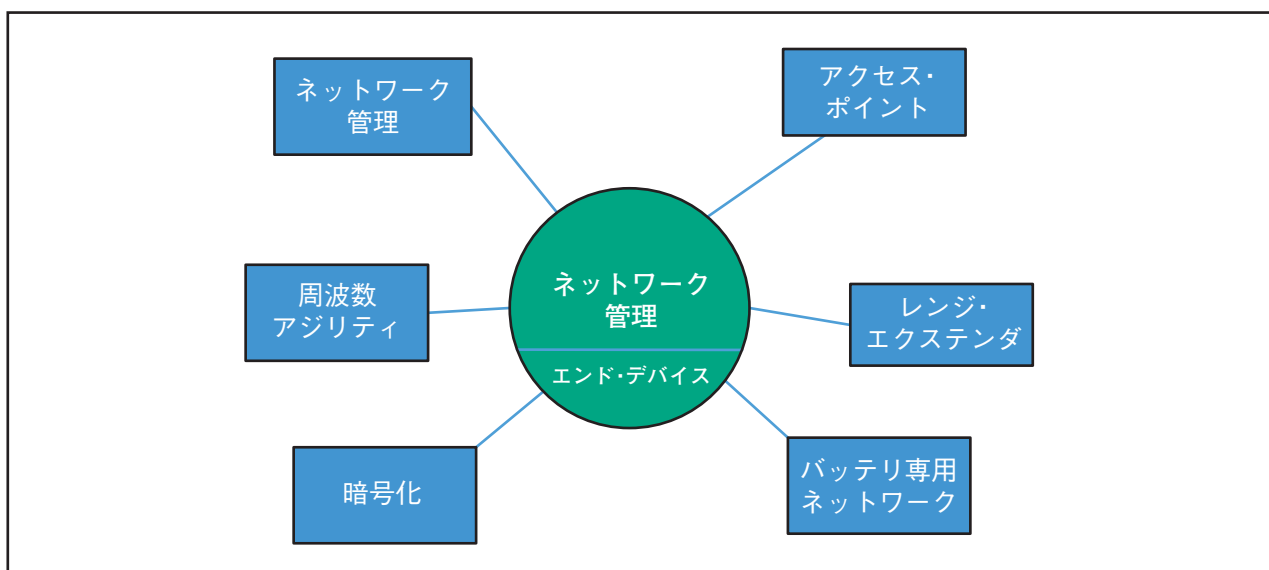 ネットワーク
管理
アクセス・
ポイント
周波数
アジリティ
ネットワーク
管理
エンド・デバイス
レンジ・
エクステンダ
暗号化
バッテリ専用
ネットワーク